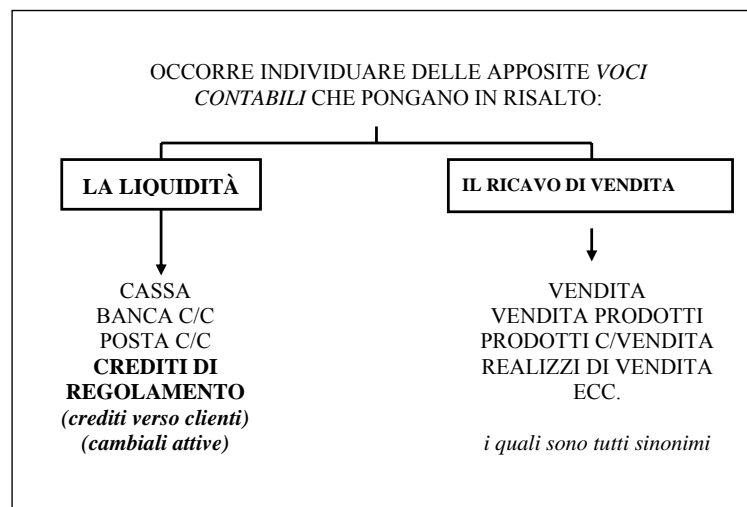 OCCORRE INDIVIDUARE DELLE APPOSITE VOCI
CONTABILI CHE PONGANO IN RISALTO:
LA LIQUIDITÀ
CASSA
BANCA C/C
POSTA C/C
CREDITI DI
REGOLAMENTO
(crediti verso clienti)
(cambiali attive)
IL RICAVO DI VENDITA
VENDITA
VENDITA PRODOTTI
PRODOTTI C/VENDITA
REALIZZI DI VENDITA
ECC.
i quali sono tutti sinonimi